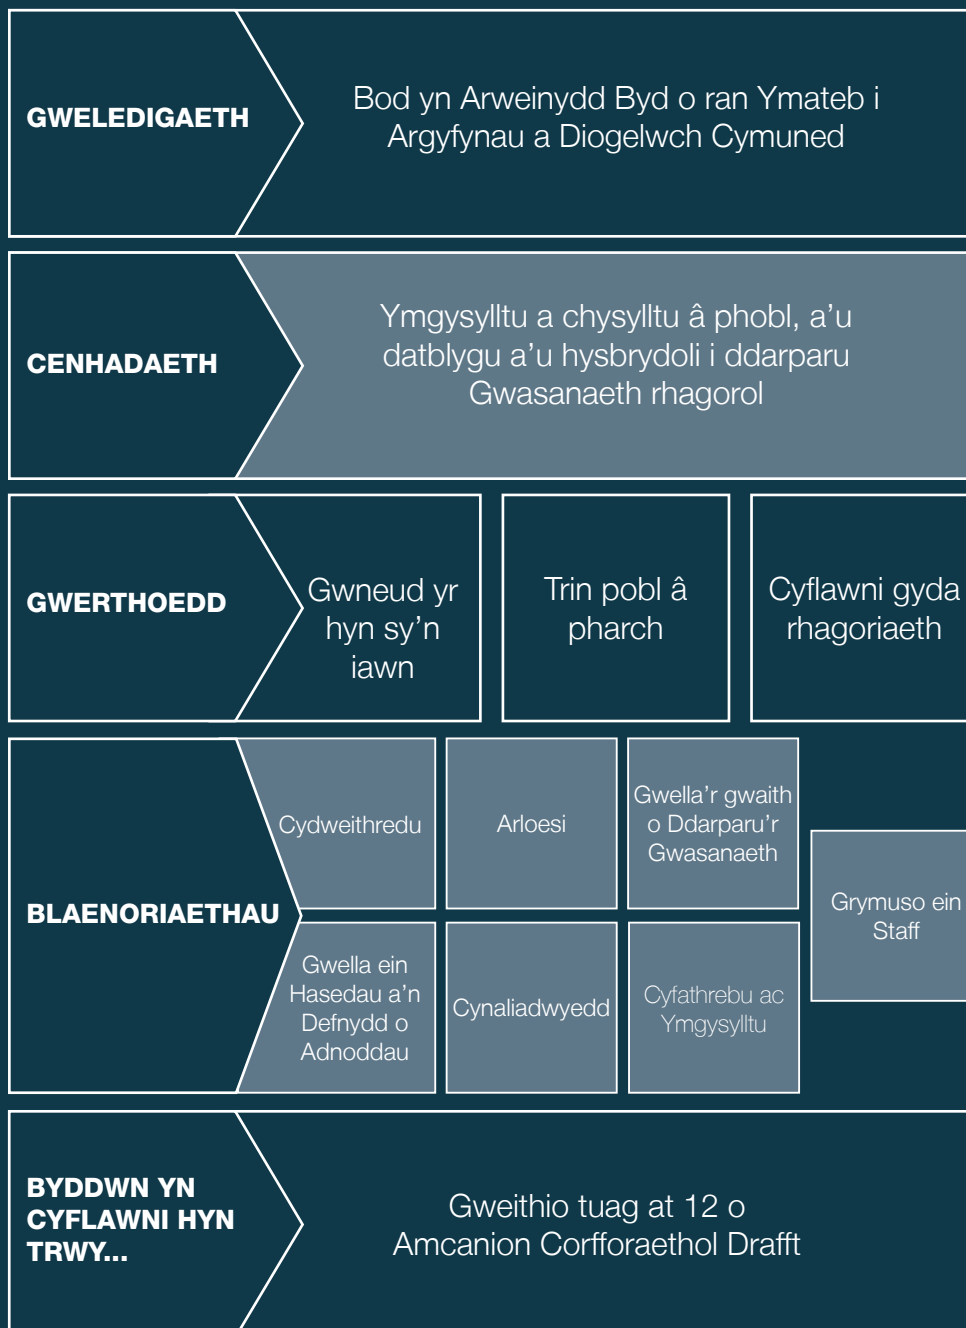 GWELEDIGAETH
Bod yn Arweinydd Byd o ran Ymateb i
Argyfynau a Diogelwch Cymuned
CENHADAETH
Ymgysylltu a chysylltu â phobl, a’u
datblygu a’u hysbrydoli i ddarparu
Gwasanaeth rhagorol
GWERTHOEDD
Gwneud yr
hyn sy’n
iawn
Trin pobl â
pharch
Cyflawni gyda
rhagoriaeth
BLAENORIAETHAU
Cydweithredu
Arloesi
Gwella’r gwaith
o Ddarparu’r
Gwasanaeth
Grymuso ein
Staff
Gwella ein
Hasedau a’n
Defnydd o
Adnoddau
Cynaliadwyedd
Cyfathrebu ac
Ymgysylltu
BYDDWN YN
CYFLAWNI HYN
TRWY...
Gweithio tuag at 12 o
Amcanion Corfforaethol Drafft